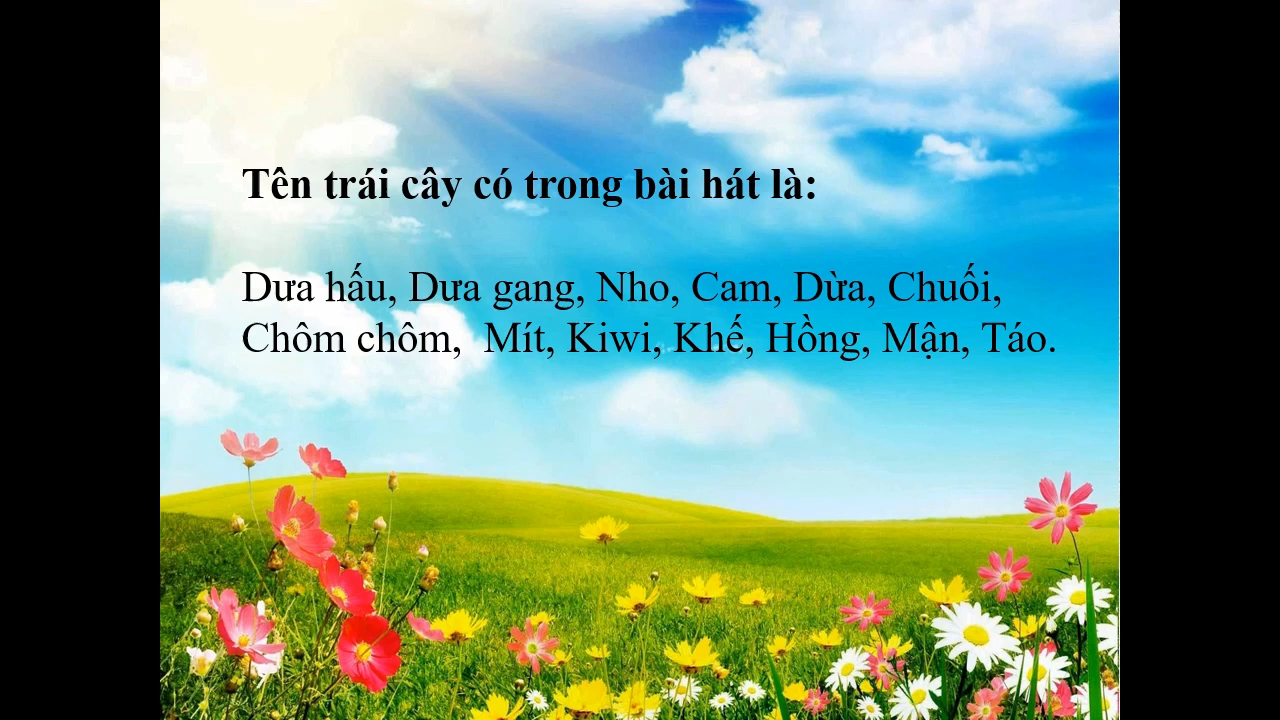 Tên trái cây có trong bài hát là:
Dưa hấu, Dưa gang, Nho, Cam, Dừa, Chuối,
Chôm chôm, Mít, Kiwi, Khế, Hồng, Mận, Táo.